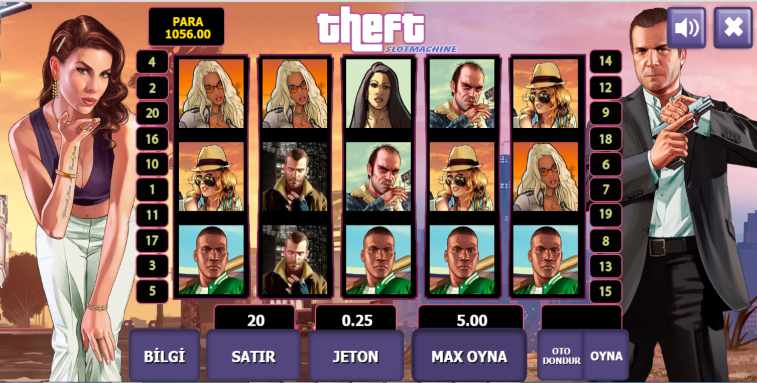 PARA
1056.00
theft
SLOTMACHINE
4
14
2
12
20
9
16
18
10
6
1
7
11
19
17
8
3
13
5
15
20
0.25
5.00
BİLGİ
SATIR
JETON
MAX OYNA
OTO
DONDUR
OYNA